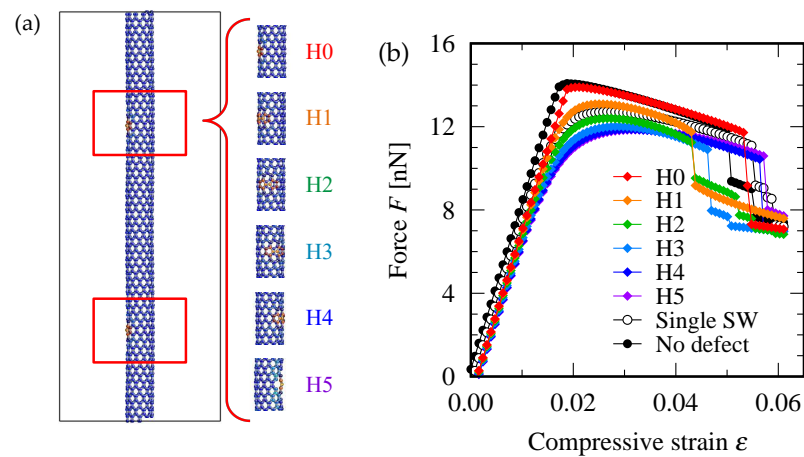 (a)
H0
H1
H2
H3
H4
H5
(b)
16
12
8
4
0
Force F [nN]
H0
H1
H2
H3
H4
H5
Single SW
No defect
0.00 0.02 0.04 0.06
Compressive strain ε